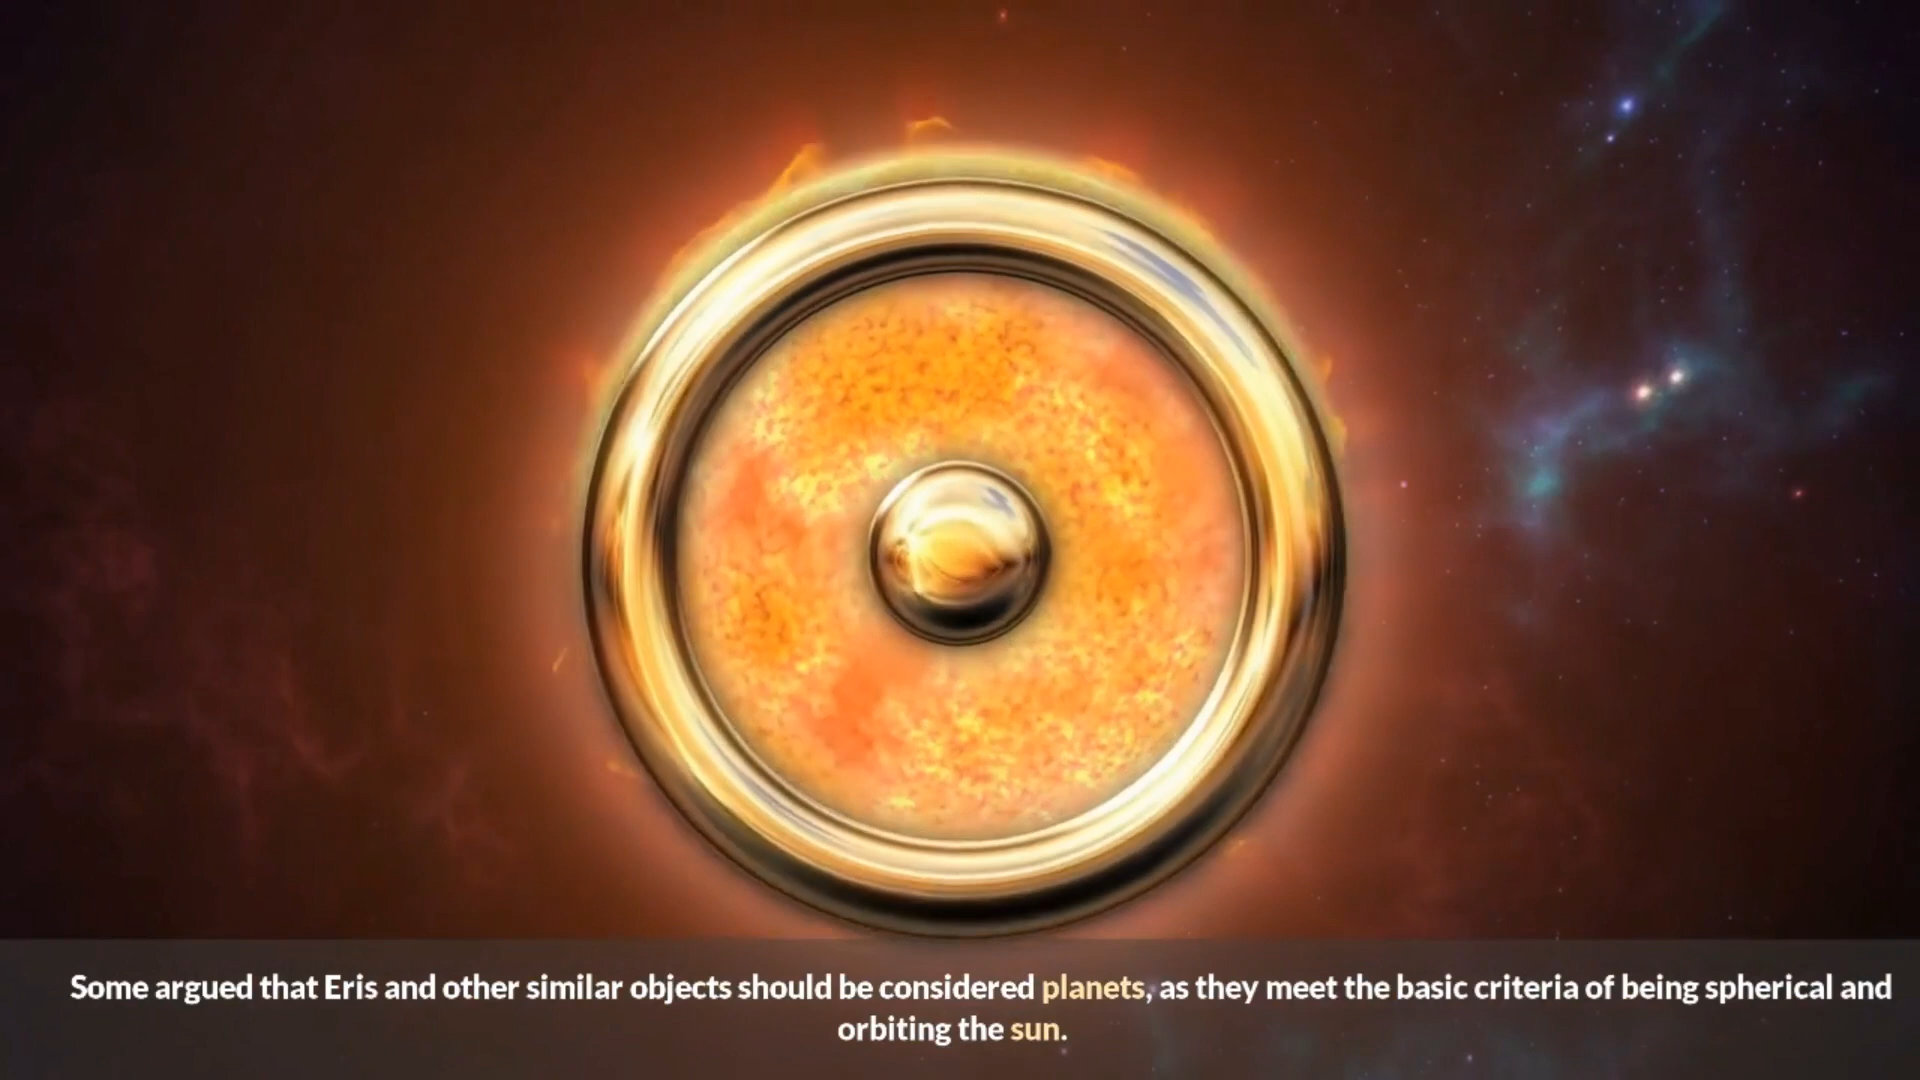 Some argued that Eris and other similar objects should be considered planets, as they meet the basic criteria of being spherical and
orbiting the sun.